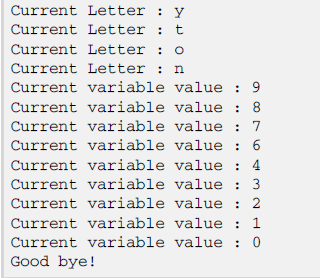 Current Letter : y
Current Letter : t
Current Letter : o
Current Letter : n
Current variable value : 9
Current variable value : 8
Current variable value : 7
Current variable value : 6
Current variable value : 4
Current variable value : 3
Current variable value : 2
Current variable value : 1
Current variable value : 0
Good bye!